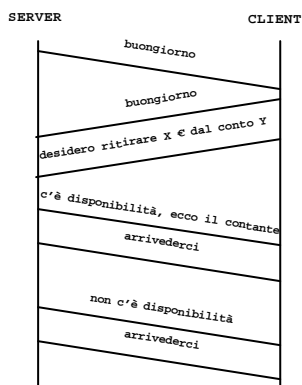 SERVER
CLIENT
buongiorno
buongiorno
desidero ritirare X € dal conto Y
c'è disponibilità, ecco il contante
arrivederci
non c'è disponibilità
arrivederci